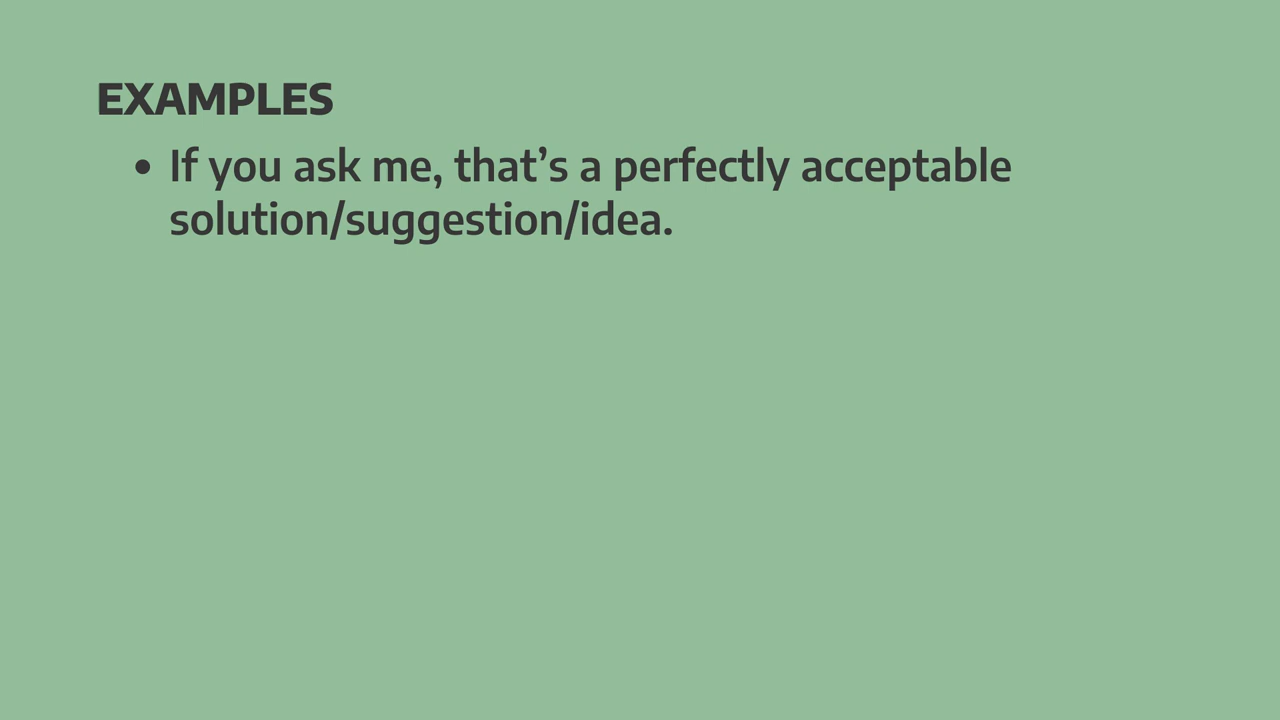 EXAMPLES
• If you ask me, that’s a perfectly acceptable
solution/suggestion/idea.